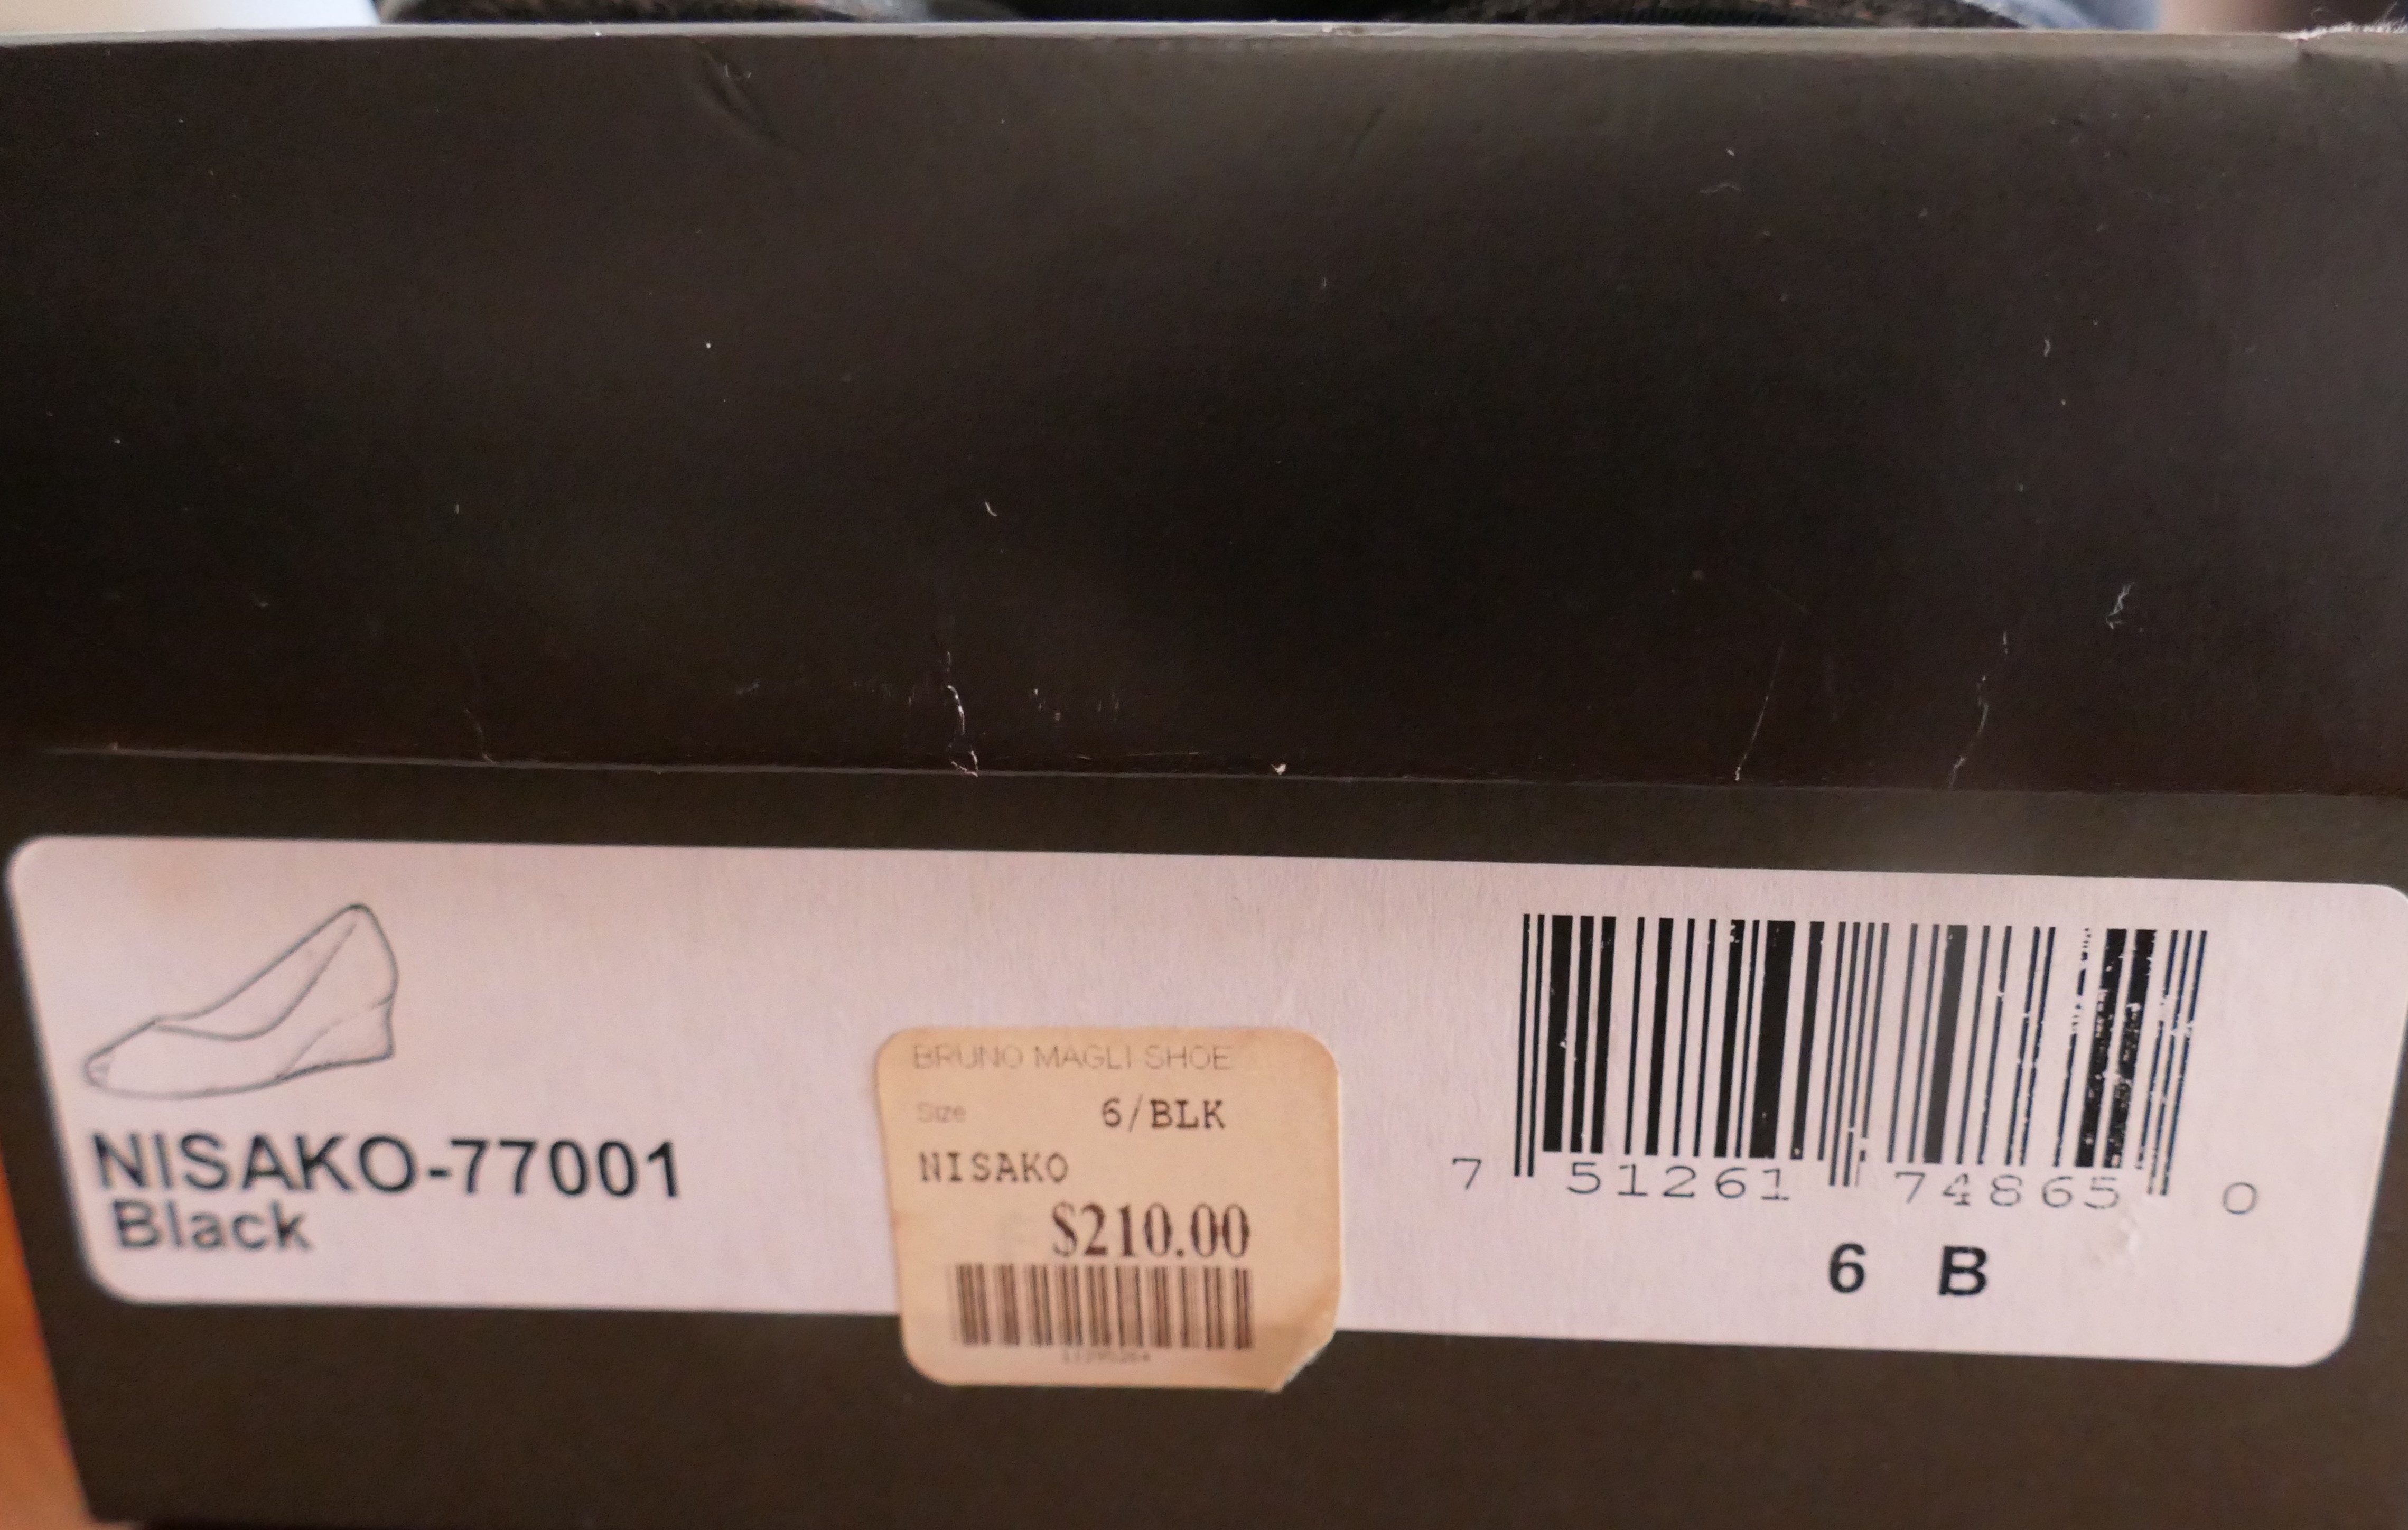 NISAKO-77001
Black
BRUNO MAGLI SHOE
Size 6/BLK
NISAKO
$210.00
7 51261 74865 0
6 B